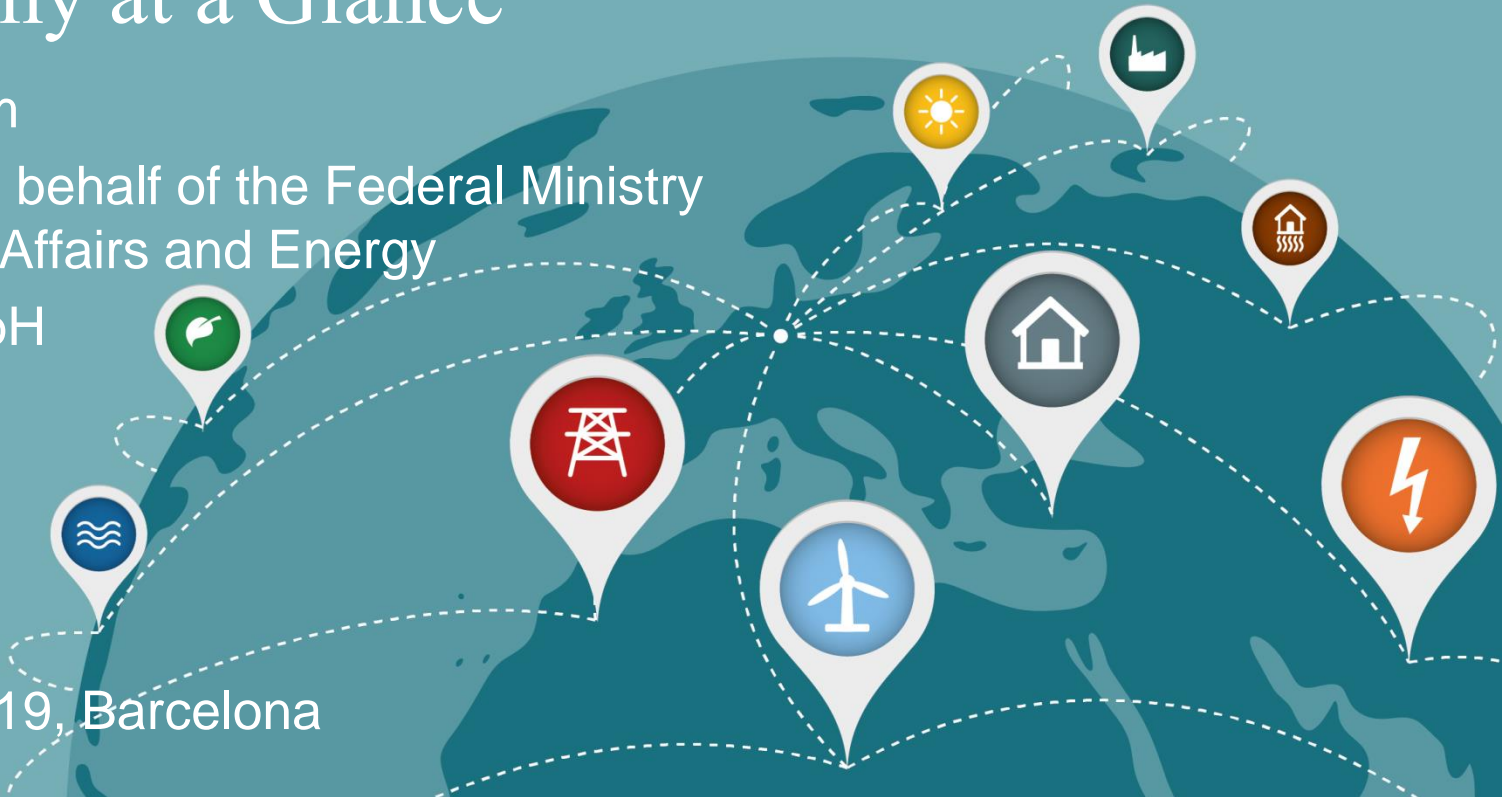 ny at a Glance
n
behalf of the Federal Ministry
Affairs and Energy
bH
19, Barcelona